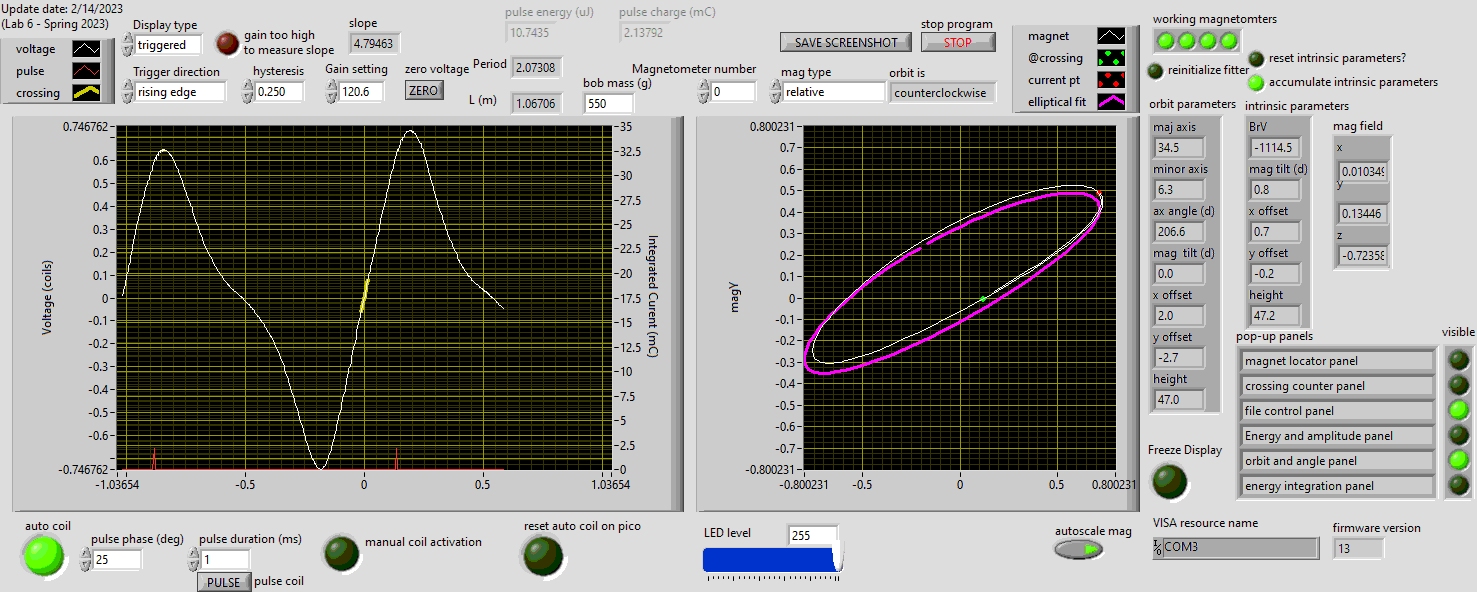 Update date: 2/14/2023
(Lab 6 - Spring 2023)
voltage
pulse
crossing
Display type
triggered
gain too high
to measure slope
slope
4.79463
Trigger direction
rising edge
hysteresis
0.250
Gain setting
120.6
zero voltage
ZERO
pulse energy (uJ)
10.7435
pulse charge (mC)
2.13792
Period
2.07308
L (m)
1.06706
bob mass (g)
550
Magnetometer number
0
mag type
relative
orbit is
counterclockwise
SAVE SCREENSHOT
stop program
STOP
magnet
@crossing
current pt
elliptical fit
working magnetomters
reinitialize fitter
reset intrinsic parameters?
accumulate intrinsic parameters
orbit parameters
maj axis
34.5
minor axis
6.3
ax angle (d)
206.6
mag tilt (d)
0.0
x offset
2.0
y offset
-2.7
height
47.0
intrinsic parameters
BrV
-1114.5
mag tilt (d)
0.8
x offset
0.7
y offset
-0.2
height
47.2
mag field
x
0.010349
y
0.13446
z
-0.72358
Voltage (coils)
0.746762
0.6
0.5
0.4
0.3
0.2
0.1
0
-0.1
-0.2
-0.3
-0.4
-0.5
-0.6
-0.746762
-1.03654
-0.5
0
0.5
1.03654
35
32.5
30
27.5
25
22.5
20
17.5
15
12.5
10
7.5
5
2.5
0
Integrated Curent (mC)
magy
0.800231
0.7
0.6
0.5
0.4
0.3
0.2
0.1
0
-0.1
-0.2
-0.3
-0.4
-0.5
-0.6
-0.7
-0.800231
-0.800231
-0.5
0
0.5
0.800231
pop-up panels
visible
magnet locator panel
crossing counter panel
file control panel
Energy and amplitude panel
orbit and angle panel
energy integration panel
Freeze Display
auto coil
pulse phase (deg)
25
pulse duration (ms)
1
PULSE
pulse coil
manual coil activation
reset auto coil on pico
LED level
255
autoscale mag
VISA resource name
COM3
firmware version
13